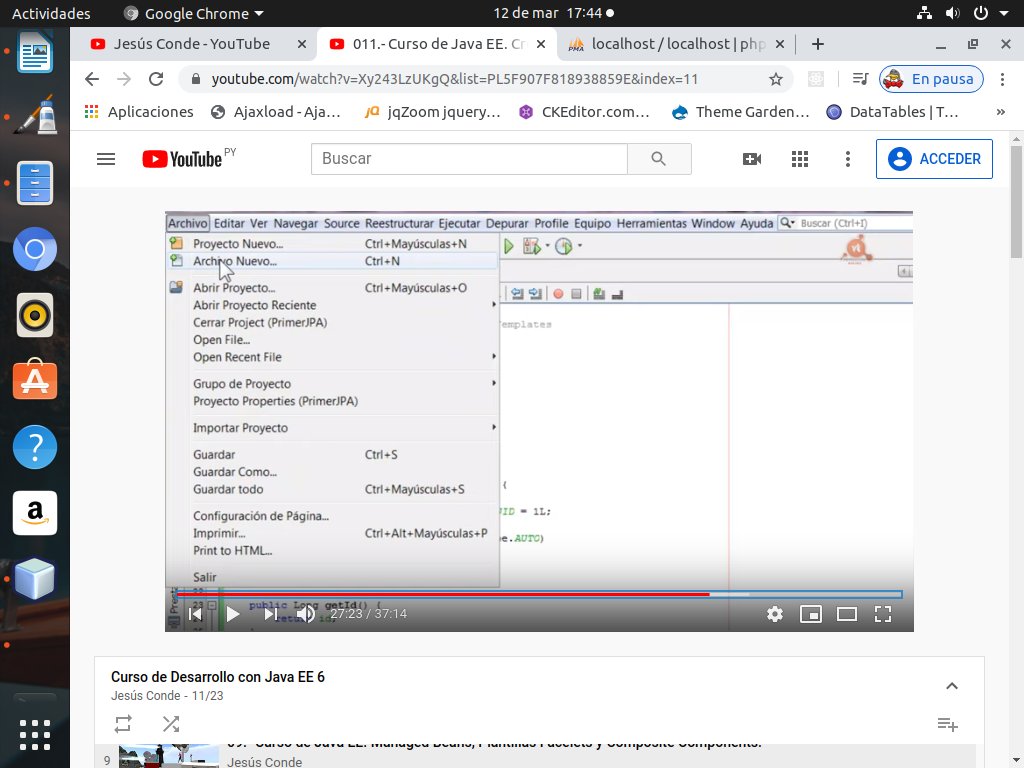 Actividades Google Chrome 12 de mar 17:44
Jesús Conde - YouTube 011.- Curso de Java EE. Cr localhost / localhost | php
youtube.com/watch?v=Xy243LzUKgQ&list=PL5F907F818938859E&index=11 En pausa
Aplicaciones Ajaxload - Aja... jqZoom jquery... CKEditor.com... Theme Garden... DataTables | T... »
YouTube PY Buscar ACCEDER
Archivo Editar Ver Navegar Source Reestructurar Ejecutar Depurar Profile Equipo Herramientas Window Ayuda Buscar (Ctrl+I)
Proyecto Nuevo... Ctrl+Mayúsculas+N
Archivo Nuevo... Ctrl+N
Abrir Proyecto... Ctrl+Mayúsculas+O
Abrir Proyecto Reciente
Cerrar Project (PrimerJPA)
Templates
Open File...
Open Recent File
Grupo de Proyecto
Proyecto Properties (PrimerJPA)
Importar Proyecto
Guardar Ctrl+S
Guardar Como...
Guardar todo Ctrl+Mayúsculas+S
{
Configuración de Página...
UID = 1L;
Imprimir... Ctrl+Alt+Mayúsculas+P
e.AUTO)
Print to HTML...
Salir
public Long getId() {
return id;
27:23 / 37:14
Curso de Desarrollo con Java EE 6
Jesús Conde - 11/23
9 09.- Curso de Java EE. Managed Beans, Plantillas Facelets y Composite Components.
Jesús Conde